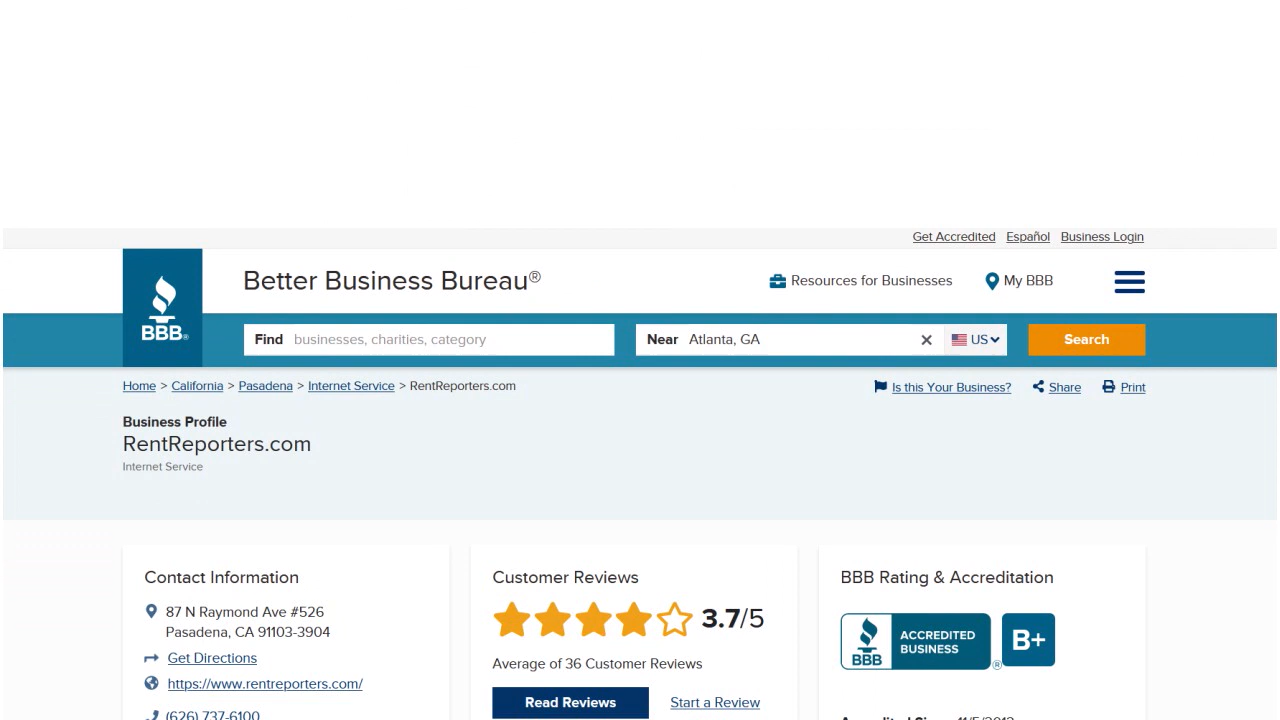 Get Accredited Español Business Login
Better Business Bureau®
Resources for Businesses My BBB
BBB®
Find businesses, charities, category Near Atlanta, GA US Search
Home > California > Pasadena > Internet Service > RentReporters.com
Is this Your Business? Share Print
Business Profile
RentReporters.com
Internet Service
Contact Information
87 N Raymond Ave #526
Pasadena, CA 91103-3904
Get Directions
https://www.rentreporters.com/
(626) 737-6100
Customer Reviews
3.7/5
Average of 36 Customer Reviews
Read Reviews Start a Review
BBB Rating & Accreditation
BBB ACCREDITED BUSINESS ® B+